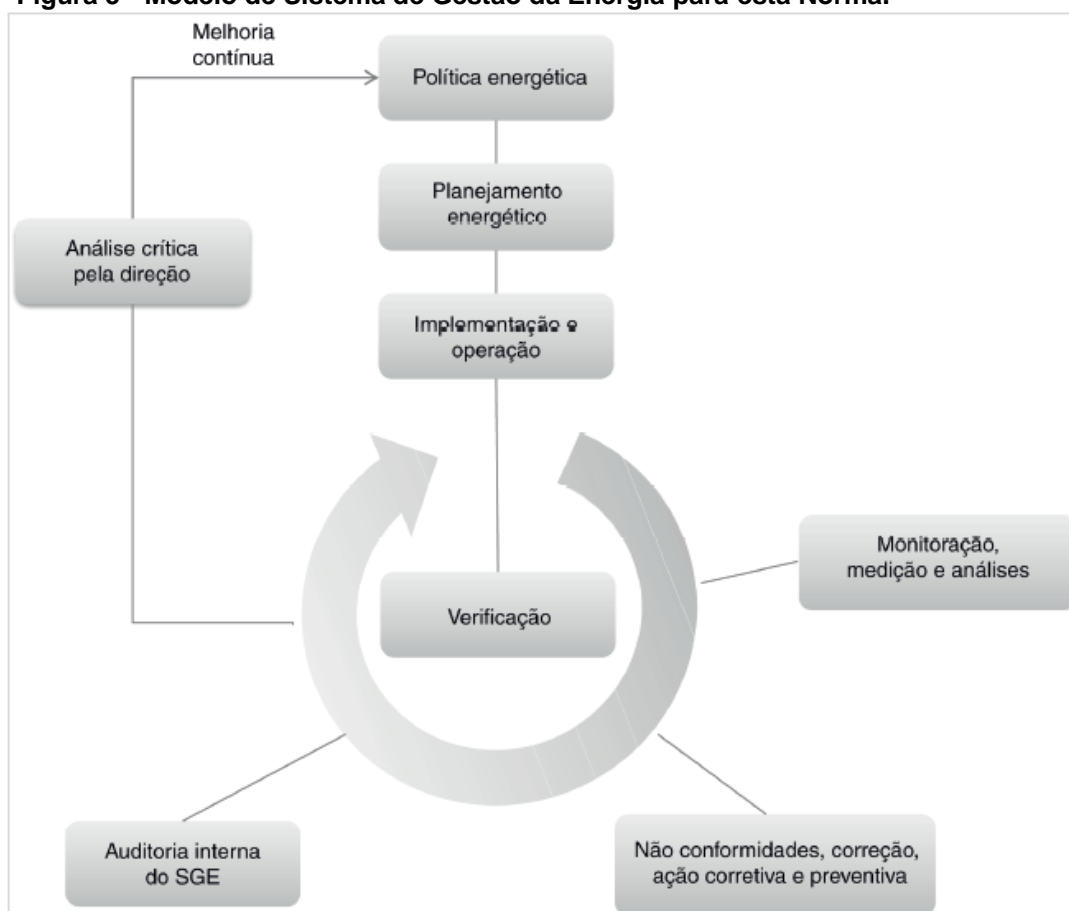 Figura 3 - Modelo do Sistema de Gestão da Energia para esta Norma.
Melhoria
contínua
Política energética
Planejamento
energético
Análise crítica
pela direção
Implementação e
operação
Monitoração,
medição e análises
Verificação
Auditoria interna
do SGE
Não conformidades, correção,
ação corretiva e preventiva